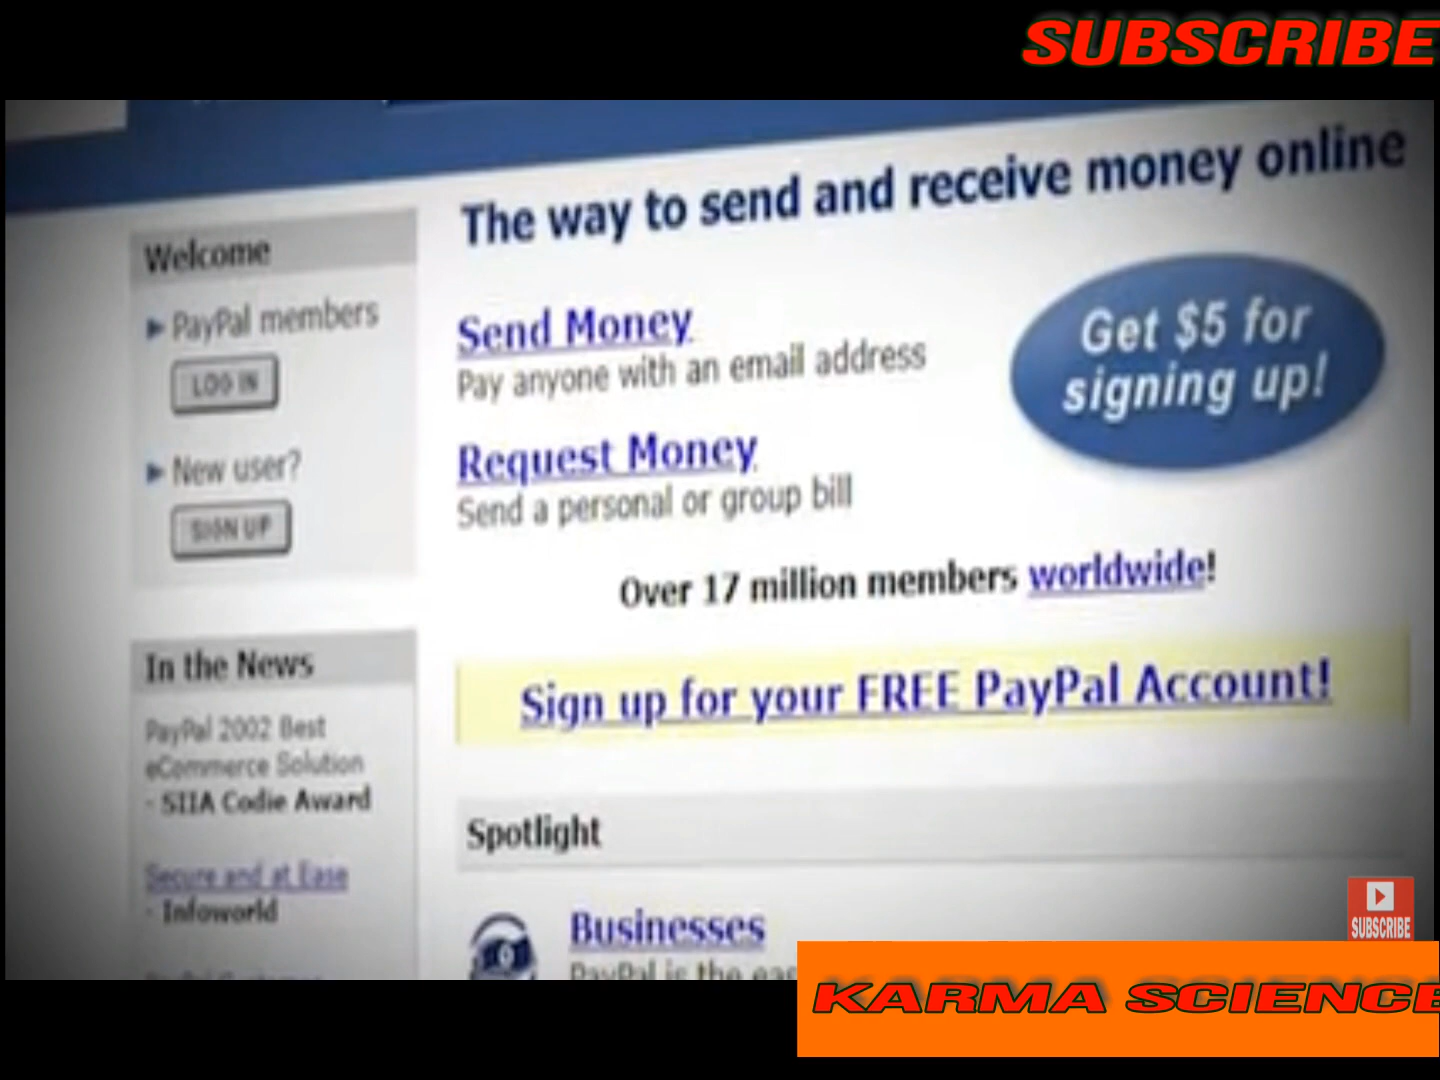 SUBSCRIBE
The way to send and receive money online
Welcome
PayPal members
LOG IN
New user?
SIGN UP
Send Money
Pay anyone with an email address
Request Money
Send a personal or group bill
Get $5 for
signing up!
Over 17 million members worldwide!
Sign up for your FREE PayPal Account!
In the News
PayPal 2002 Best
eCommerce Solution
- SIIA Codie Award
Secure and at Ease
- Infoworld
Spotlight
Businesses
PayPal is the
SUBSCRIBE
KARMA SCIENCE